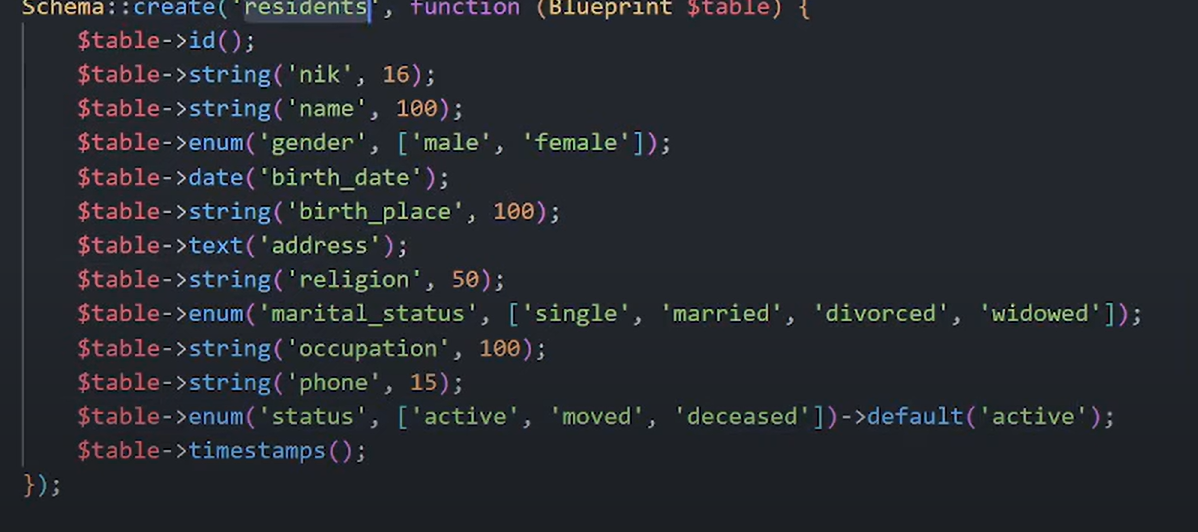 Schema::create('residents', function (Blueprint $table) {
$table->id();
$table->string('nik', 16);
$table->string('name', 100);
$table->enum('gender', ['male', 'female']);
$table->date('birth_date');
$table->string('birth_place', 100);
$table->text('address');
$table->string('religion', 50);
$table->enum('marital_status', ['single', 'married', 'divorced', 'widowed']);
$table->string('occupation', 100);
$table->string('phone', 15);
$table->enum('status', ['active', 'moved', 'deceased'])->default('active');
$table->timestamps();
});